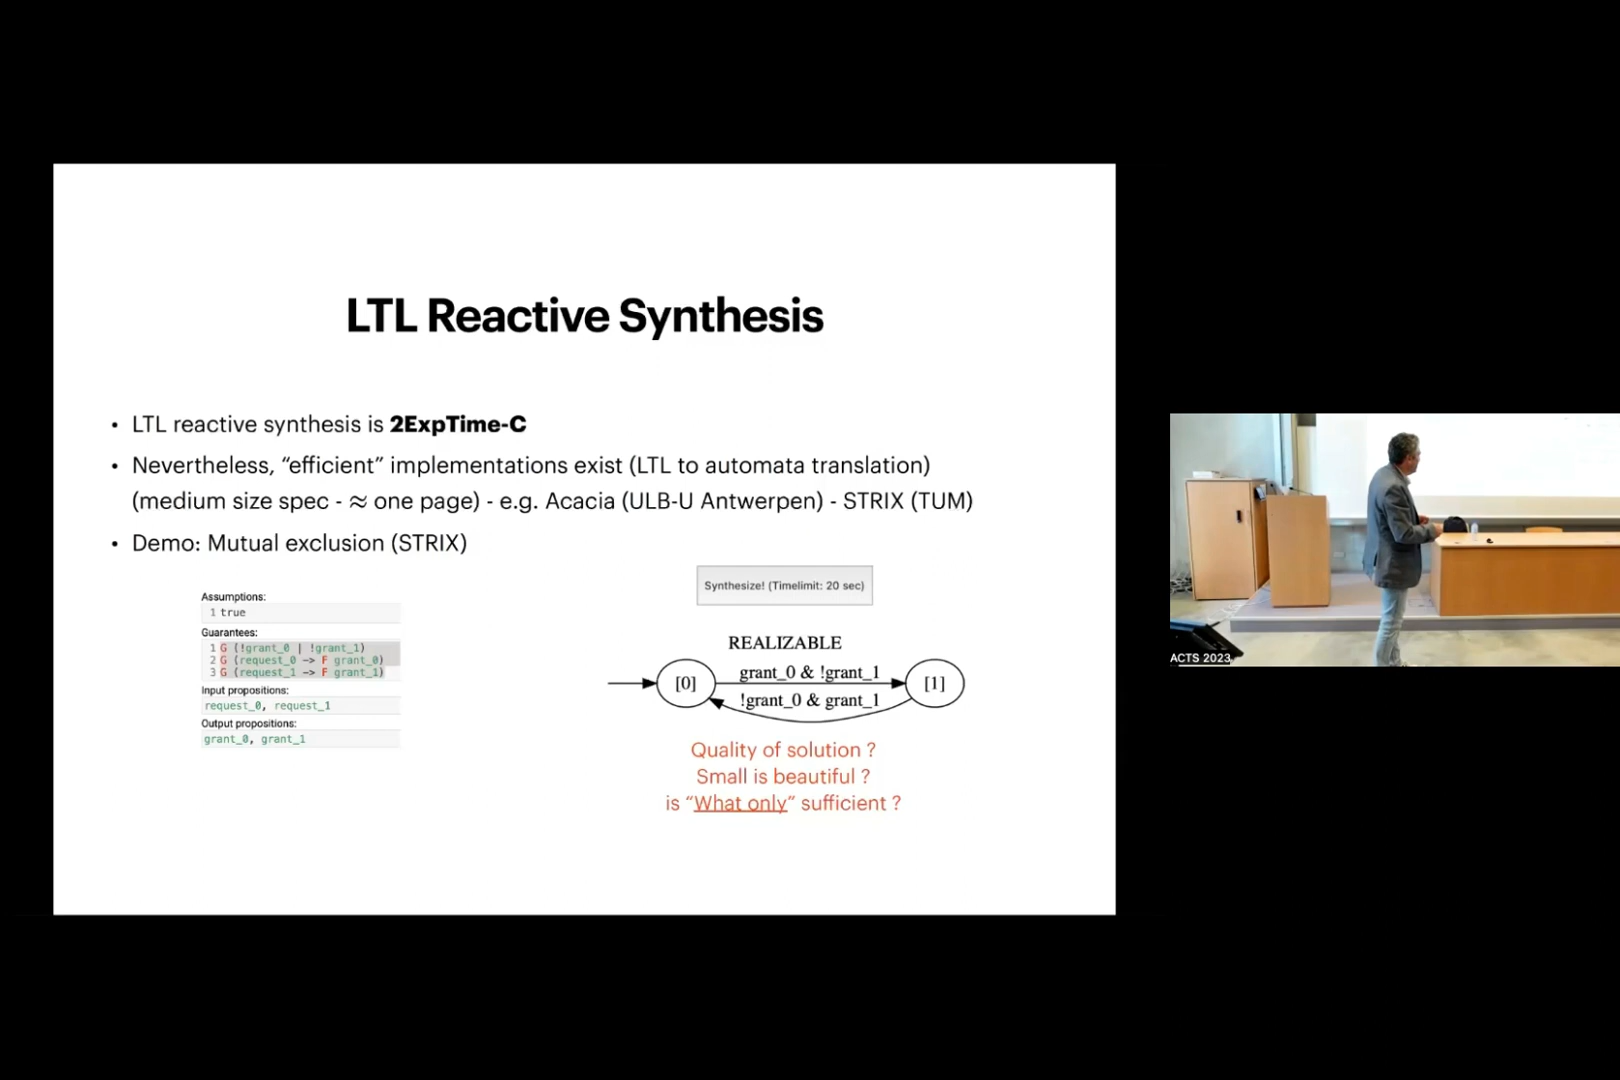 LTL Reactive Synthesis
• LTL reactive synthesis is 2ExpTime-C
• Nevertheless, “efficient” implementations exist (LTL to automata translation)
(medium size spec - ≈ one page) - e.g. Acacia (ULB-U Antwerpen) - STRIX (TUM)
• Demo: Mutual exclusion (STRIX)
Assumptions:
1 true
Guarantees:
1 G (!grant_0 | !grant_1)
2 G (request_0 -> F grant_0)
3 G (request_1 -> F grant_1)
Input propositions:
request_0, request_1
Output propositions:
grant_0, grant_1
Synthesize! (Timelimit: 20 sec)
REALIZABLE
grant_0 & !grant_1
[0]
[1]
!grant_0 & grant_1
Quality of solution ?
Small is beautiful ?
is “What only” sufficient ?
ACTS 2023